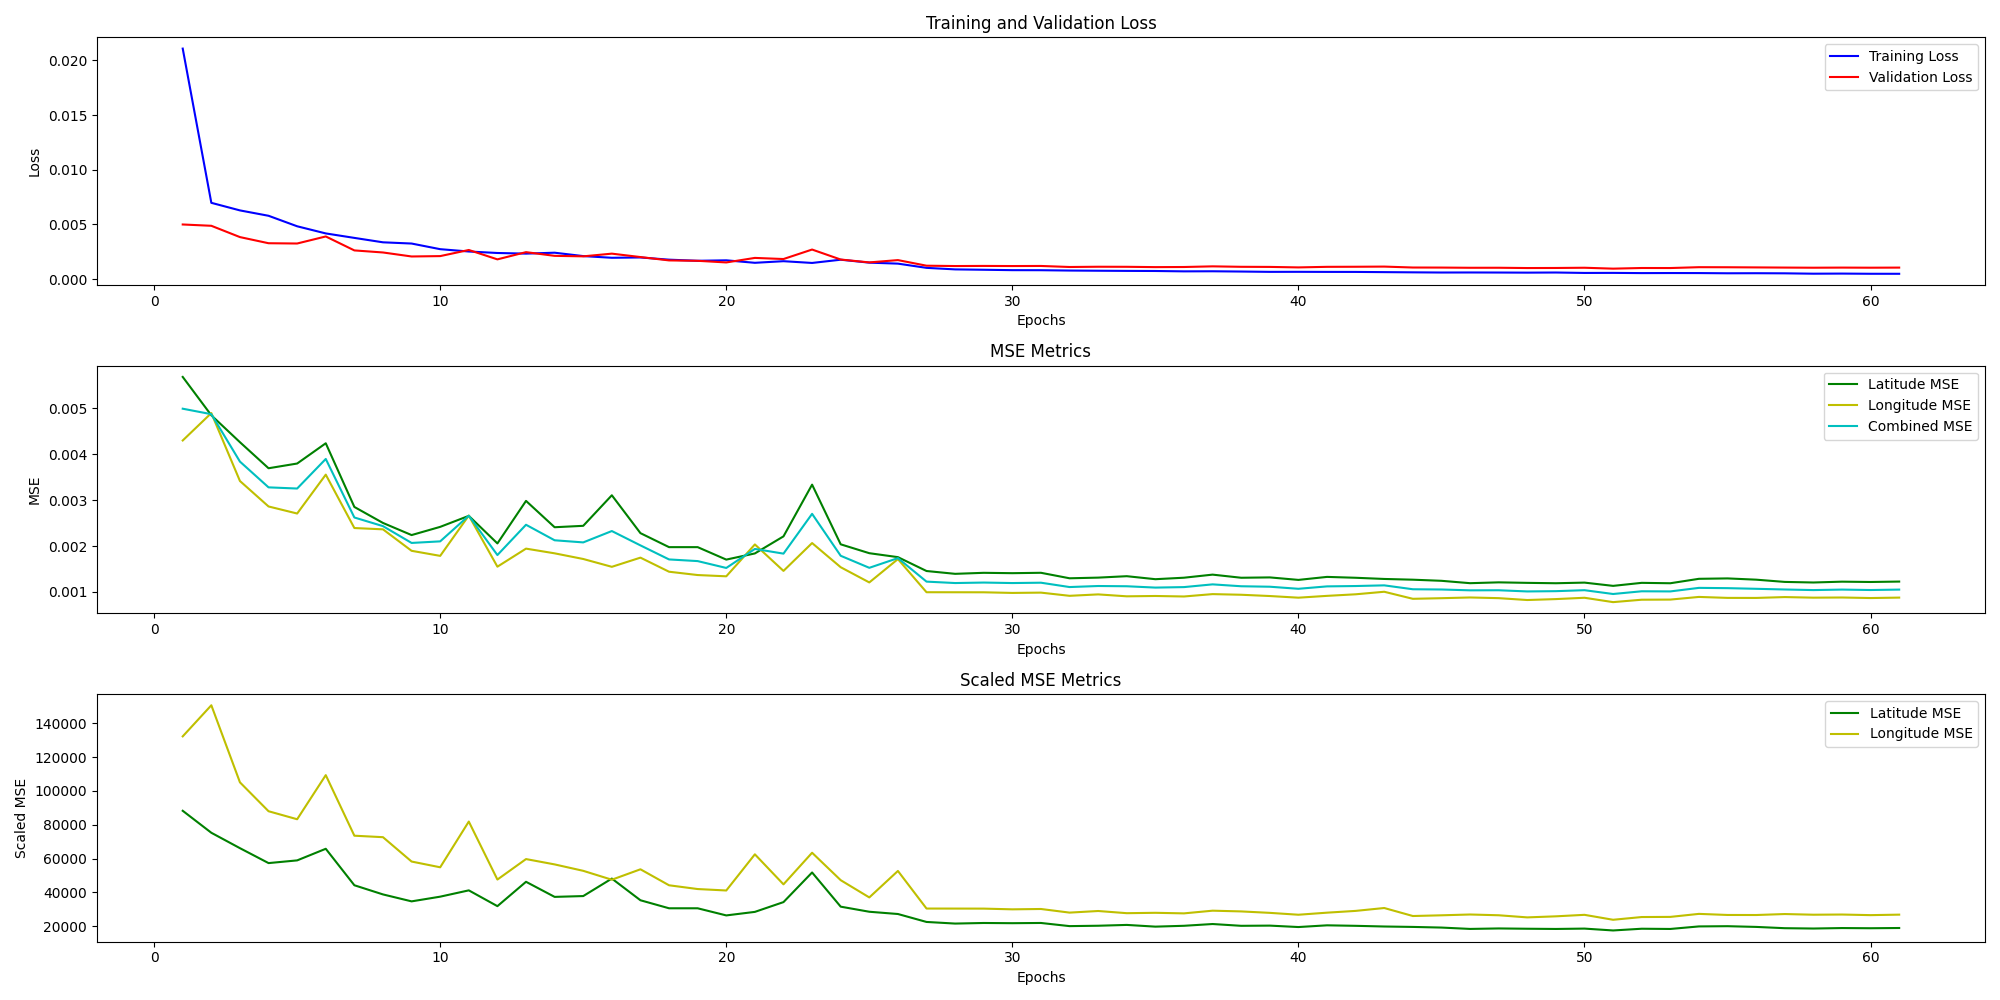 Training and Validation Loss
0.020
0.015
0.010
0.005
0.000
Loss
Training Loss
Validation Loss
0 10 20 30 40 50 60
Epochs
MSE Metrics
0.005
0.004
0.003
0.002
0.001
MSE
Latitude MSE
Longitude MSE
Combined MSE
0 10 20 30 40 50 60
Epochs
Scaled MSE Metrics
140000
120000
100000
80000
60000
40000
20000
Scaled MSE
Latitude MSE
Longitude MSE
0 10 20 30 40 50 60
Epochs